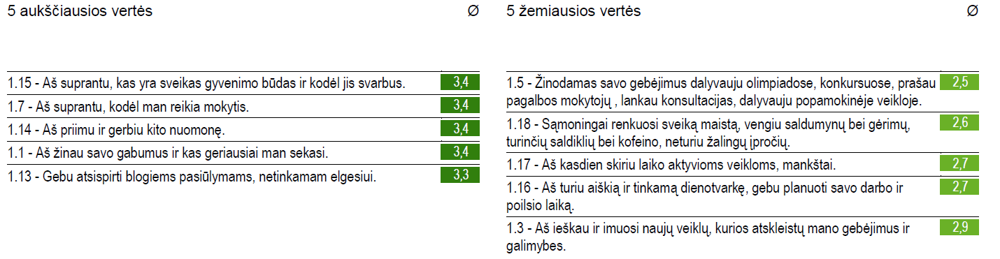 5 aukščiausios vertės Ø
1.15 - Aš suprantu, kas yra sveikas gyvenimo būdas ir kodėl jis svarbus. 3,4
1.7 - Aš suprantu, kodėl man reikia mokytis. 3,4
1.14 - Aš priimu ir gerbiu kito nuomonę. 3,4
1.1 - Aš žinau savo gabumus ir kas geriausiai man sekasi. 3,4
1.13 - Gebu atsispirti blogiems pasiūlymams, netinkamam elgesiui. 3,3
5 žemiausios vertės Ø
1.5 - Žinodamas savo gebėjimus dalyvauju olimpiadose, konkursuose, prašau 2,5
pagalbos mokytojų , lankau konsultacijas, dalyvauju popamokinėje veikloje.
1.18 - Sąmoningai renkuosi sveiką maistą, vengiu saldumynų bei gėrimų, 2,6
turinčių saldiklių bei kofeino, neturiu žalingų įpročių.
1.17 - Aš kasdien skiriu laiko aktyvioms veikloms, mankštai. 2,7
1.16 - Aš turiu aiškią ir tinkamą dienotvarkę, gebu planuoti savo darbo ir 2,7
poilsio laiką.
1.3 - Aš ieškau ir imuosi naujų veiklų, kurios atskleistų mano gebėjimus ir 2,9
galimybes.